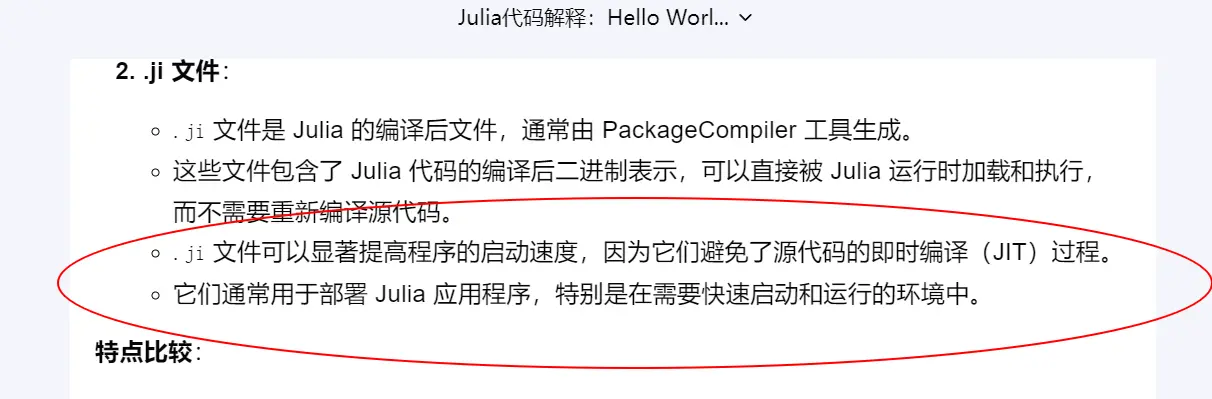 Julia代码解释：Hello Worl...
2. .ji 文件：
.ji 文件是 Julia 的编译后文件，通常由 PackageCompiler 工具生成。
这些文件包含了 Julia 代码的编译后二进制表示，可以直接被 Julia 运行时加载和执行，
而不需要重新编译源代码。
.ji 文件可以显著提高程序的启动速度，因为它们避免了源代码的即时编译（JIT）过程。
它们通常用于部署 Julia 应用程序，特别是在需要快速启动和运行的环境中。
特点比较：